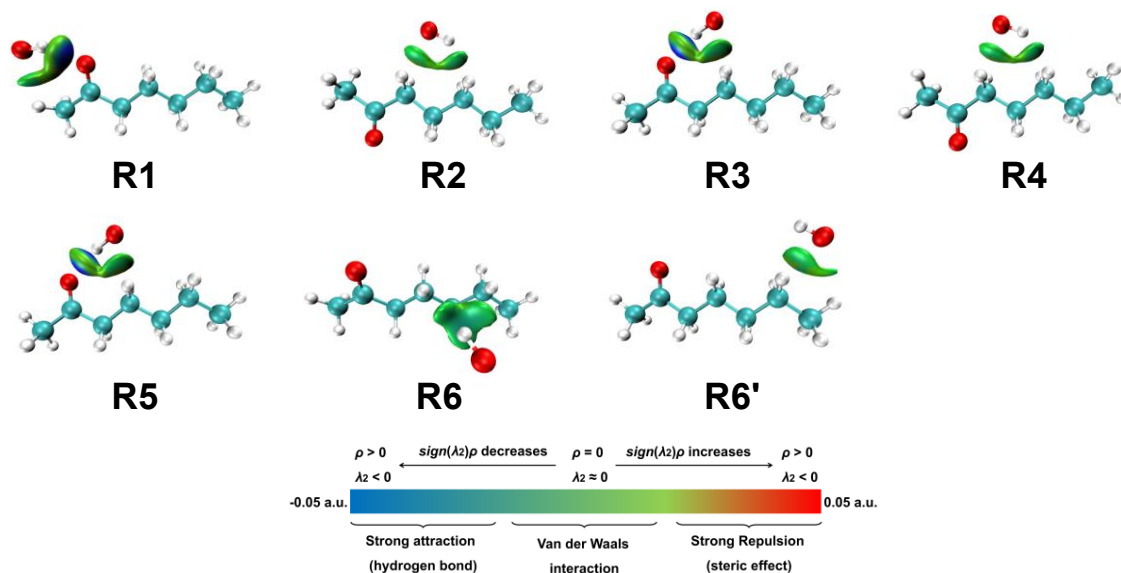 R1 R2 R3 R4
R5 R6 R6'
ρ > 0 sign(λ2)ρ decreases ρ = 0 sign(λ2)ρ increases ρ > 0
λ2 < 0 λ2 ≈ 0 λ2 < 0
-0.05 a.u. 0.05 a.u.
Strong attraction Van der Waals Strong Repulsion
(hydrogen bond) interaction (steric effect)